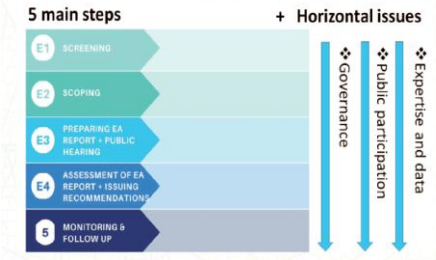 5 main steps
+ Horizontal issues
E1 SCREENING
E2 SCOPING
E3 PREPARING EA
REPORT + PUBLIC
HEARING
E4 ASSESSMENT OF EA
REPORT + ISSUING
RECOMMENDATIONS
5 MONITORING &
FOLLOW UP
❖ Governance
❖ Public participation
❖ Expertise and data